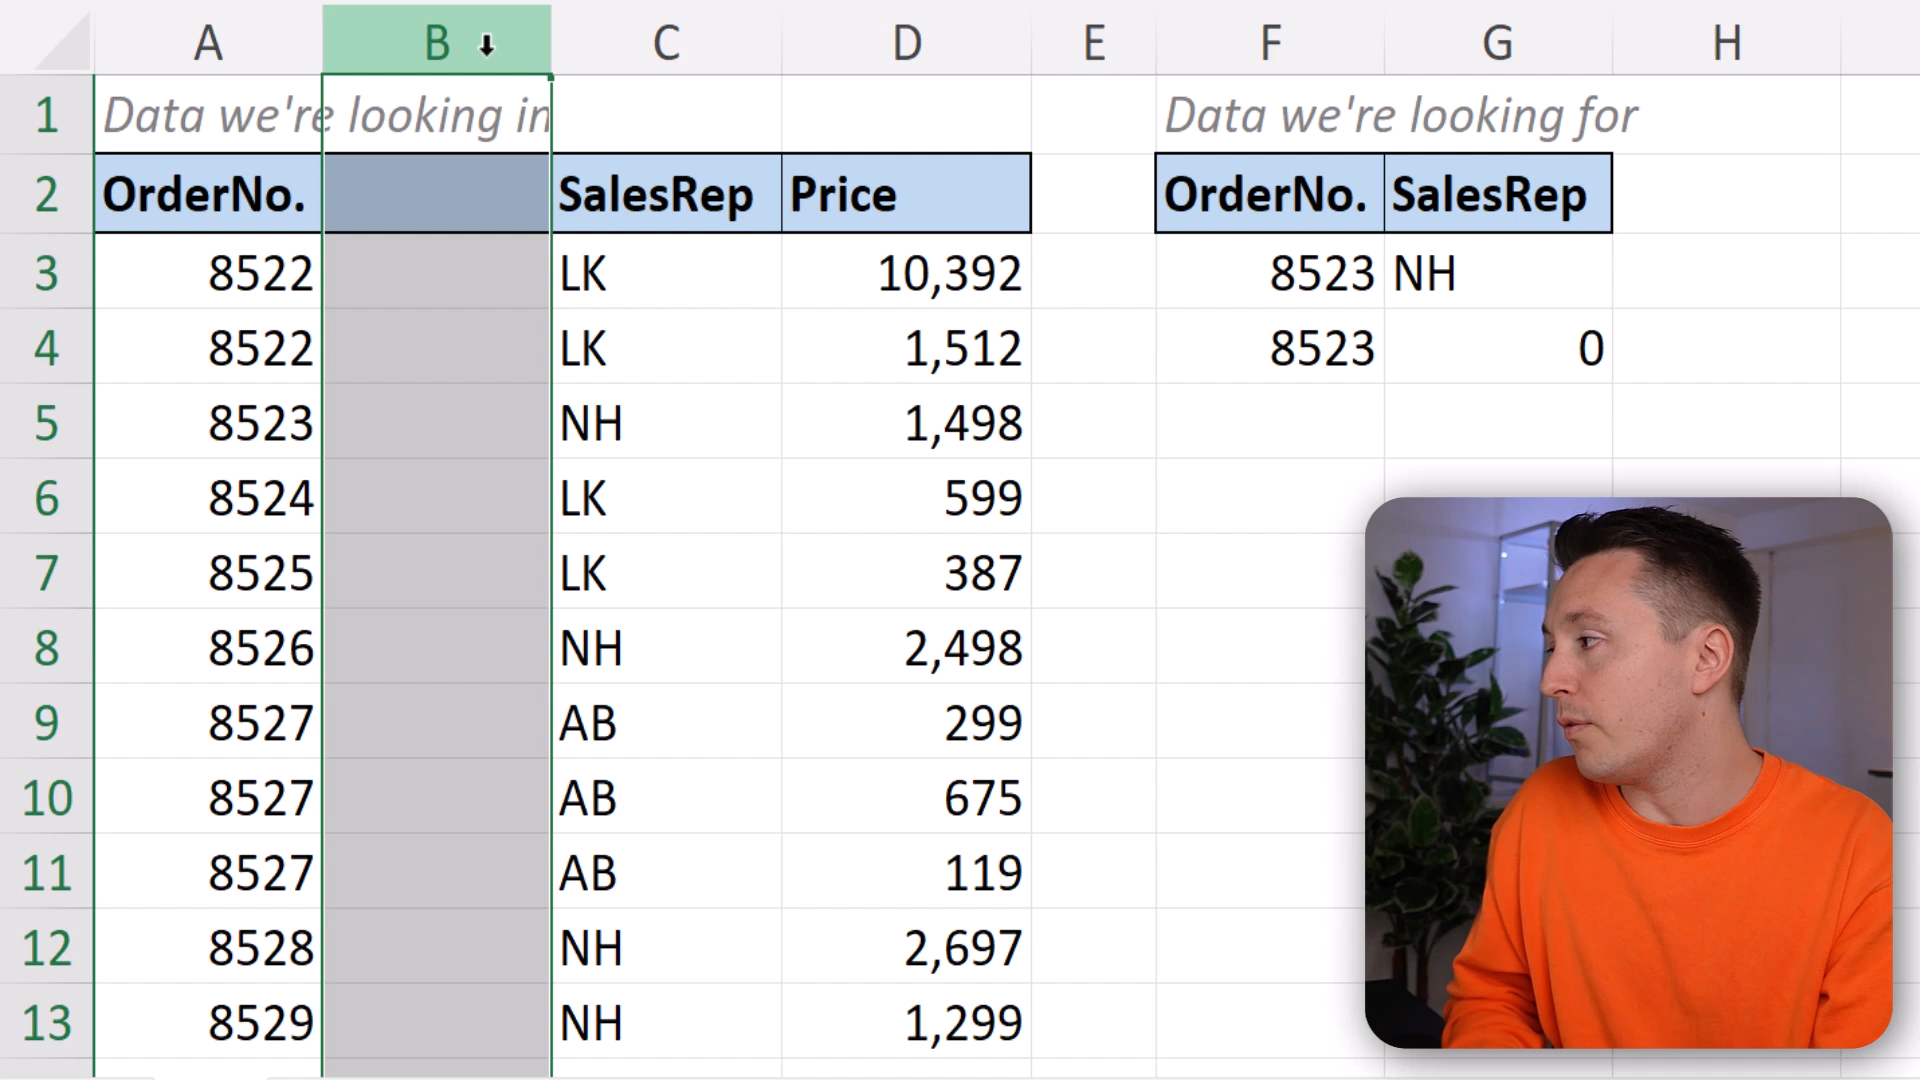 A B C D E F G H
1 Data we're looking in Data we're looking for
2 OrderNo. SalesRep Price OrderNo. SalesRep
3 8522 LK 10,392 8523 NH
4 8522 LK 1,512 8523 0
5 8523 NH 1,498
6 8524 LK 599
7 8525 LK 387
8 8526 NH 2,498
9 8527 AB 299
10 8527 AB 675
11 8527 AB 119
12 8528 NH 2,697
13 8529 NH 1,299